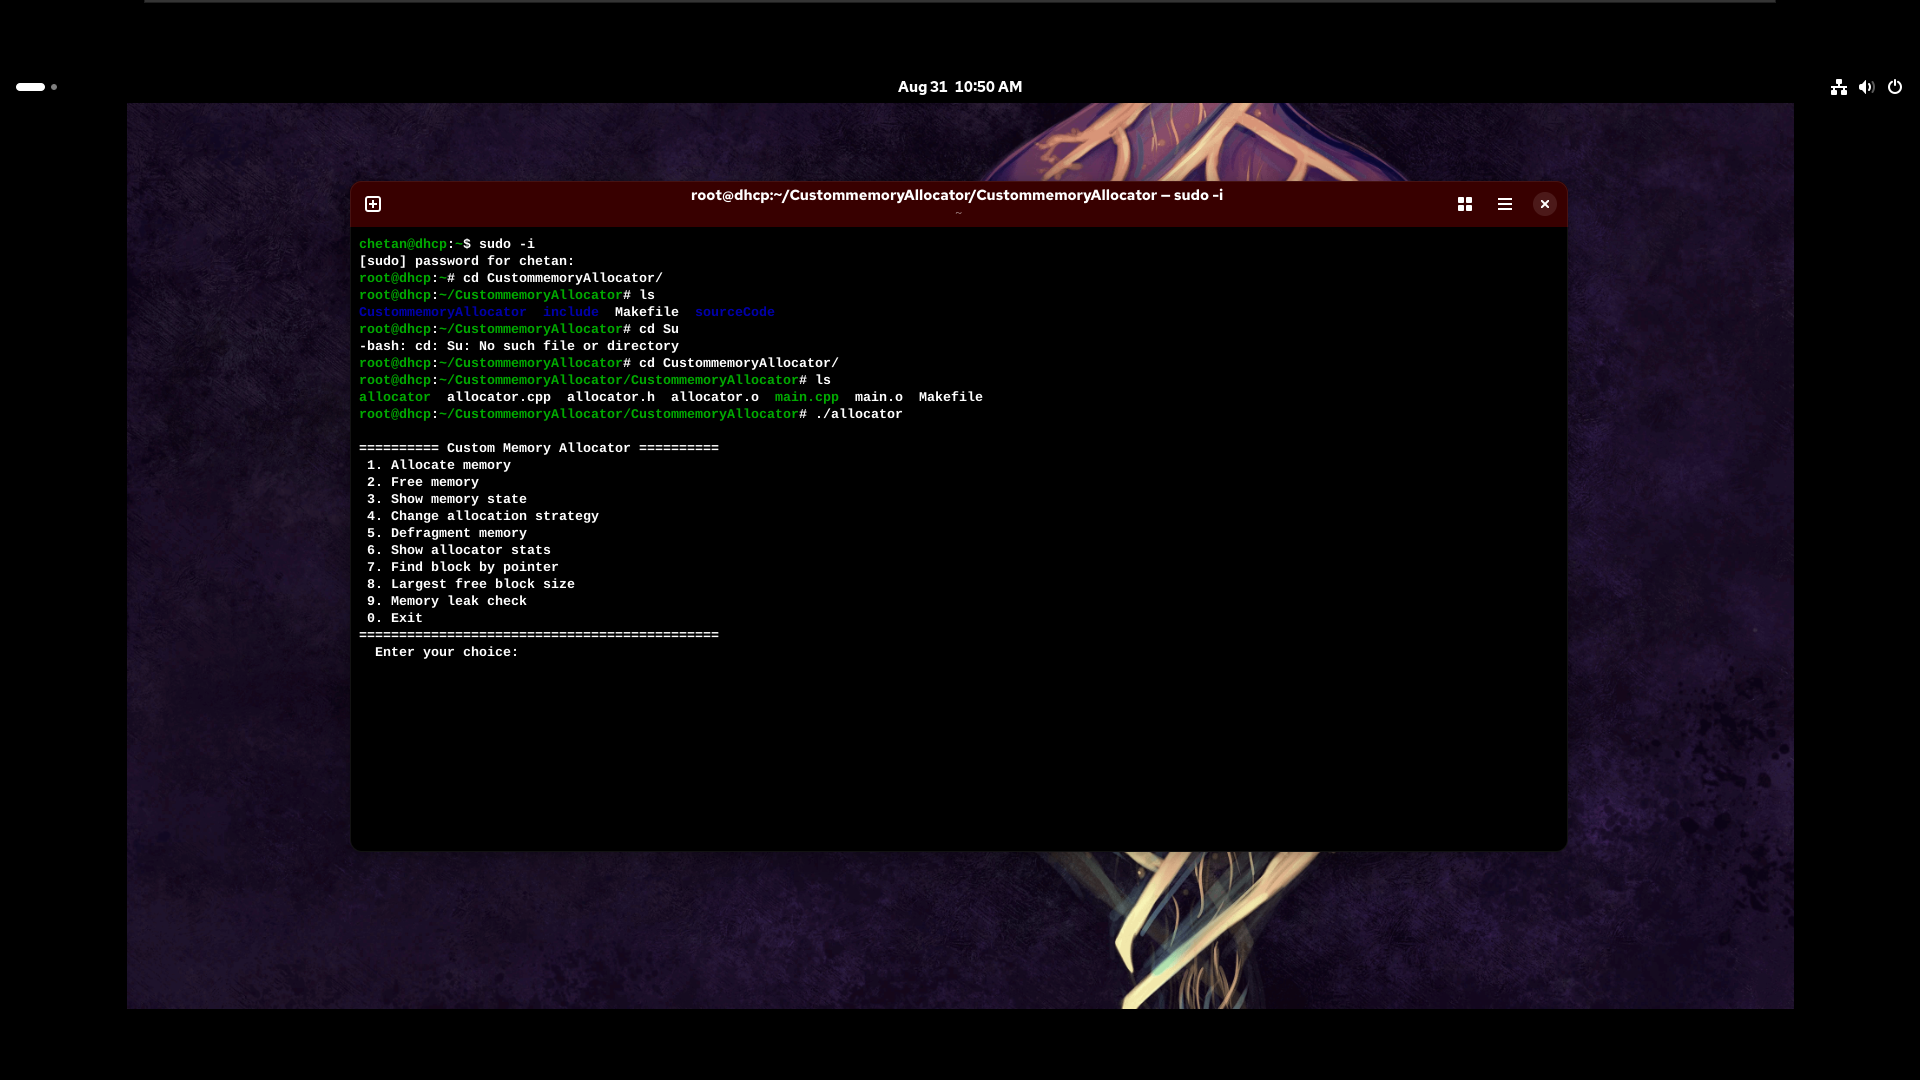 Aug 31 10:50 AM
root@dhcp:~/CustommemoryAllocator/CustommemoryAllocator — sudo -i
~
chetan@dhcp:~$ sudo -i
[sudo] password for chetan:
root@dhcp:~# cd CustommemoryAllocator/
root@dhcp:~/CustommemoryAllocator# ls
CustommemoryAllocator  include  Makefile  sourceCode
root@dhcp:~/CustommemoryAllocator# cd Su
-bash: cd: Su: No such file or directory
root@dhcp:~/CustommemoryAllocator# cd CustommemoryAllocator/
root@dhcp:~/CustommemoryAllocator/CustommemoryAllocator# ls
allocator  allocator.cpp  allocator.h  allocator.o  main.cpp  main.o  Makefile
root@dhcp:~/CustommemoryAllocator/CustommemoryAllocator# ./allocator
========== Custom Memory Allocator ==========
1. Allocate memory
2. Free memory
3. Show memory state
4. Change allocation strategy
5. Defragment memory
6. Show allocator stats
7. Find block by pointer
8. Largest free block size
9. Memory leak check
0. Exit
=============================================
Enter your choice: